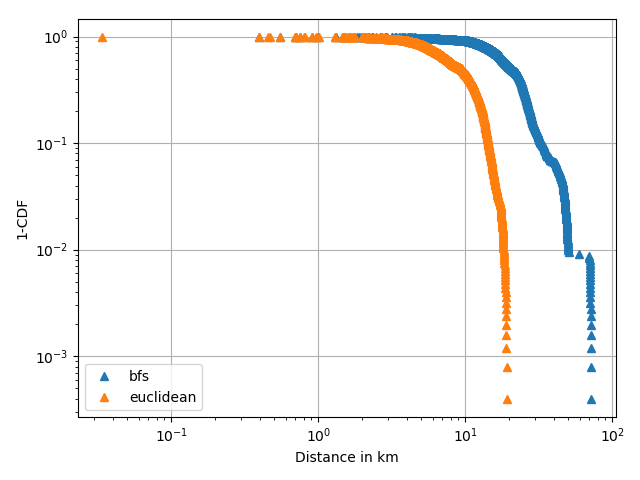 10⁰
10⁻¹
10⁻²
10⁻³
1-CDF
bfs
euclidean
10⁻¹ 10⁰ 10¹ 10²
Distance in km